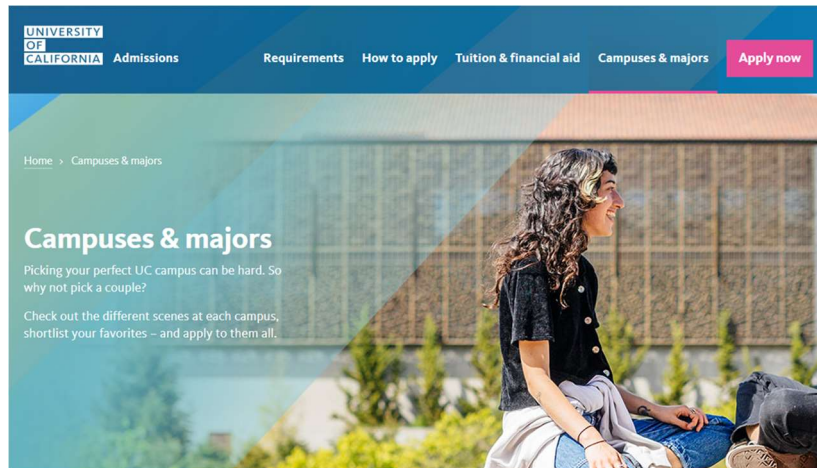 UNIVERSITY
OF
CALIFORNIA Admissions Requirements How to apply Tuition & financial aid Campuses & majors Apply now
Home > Campuses & majors
Campuses & majors
Picking your perfect UC campus can be hard. So
why not pick a couple?
Check out the different scenes at each campus,
shortlist your favorites – and apply to them all.